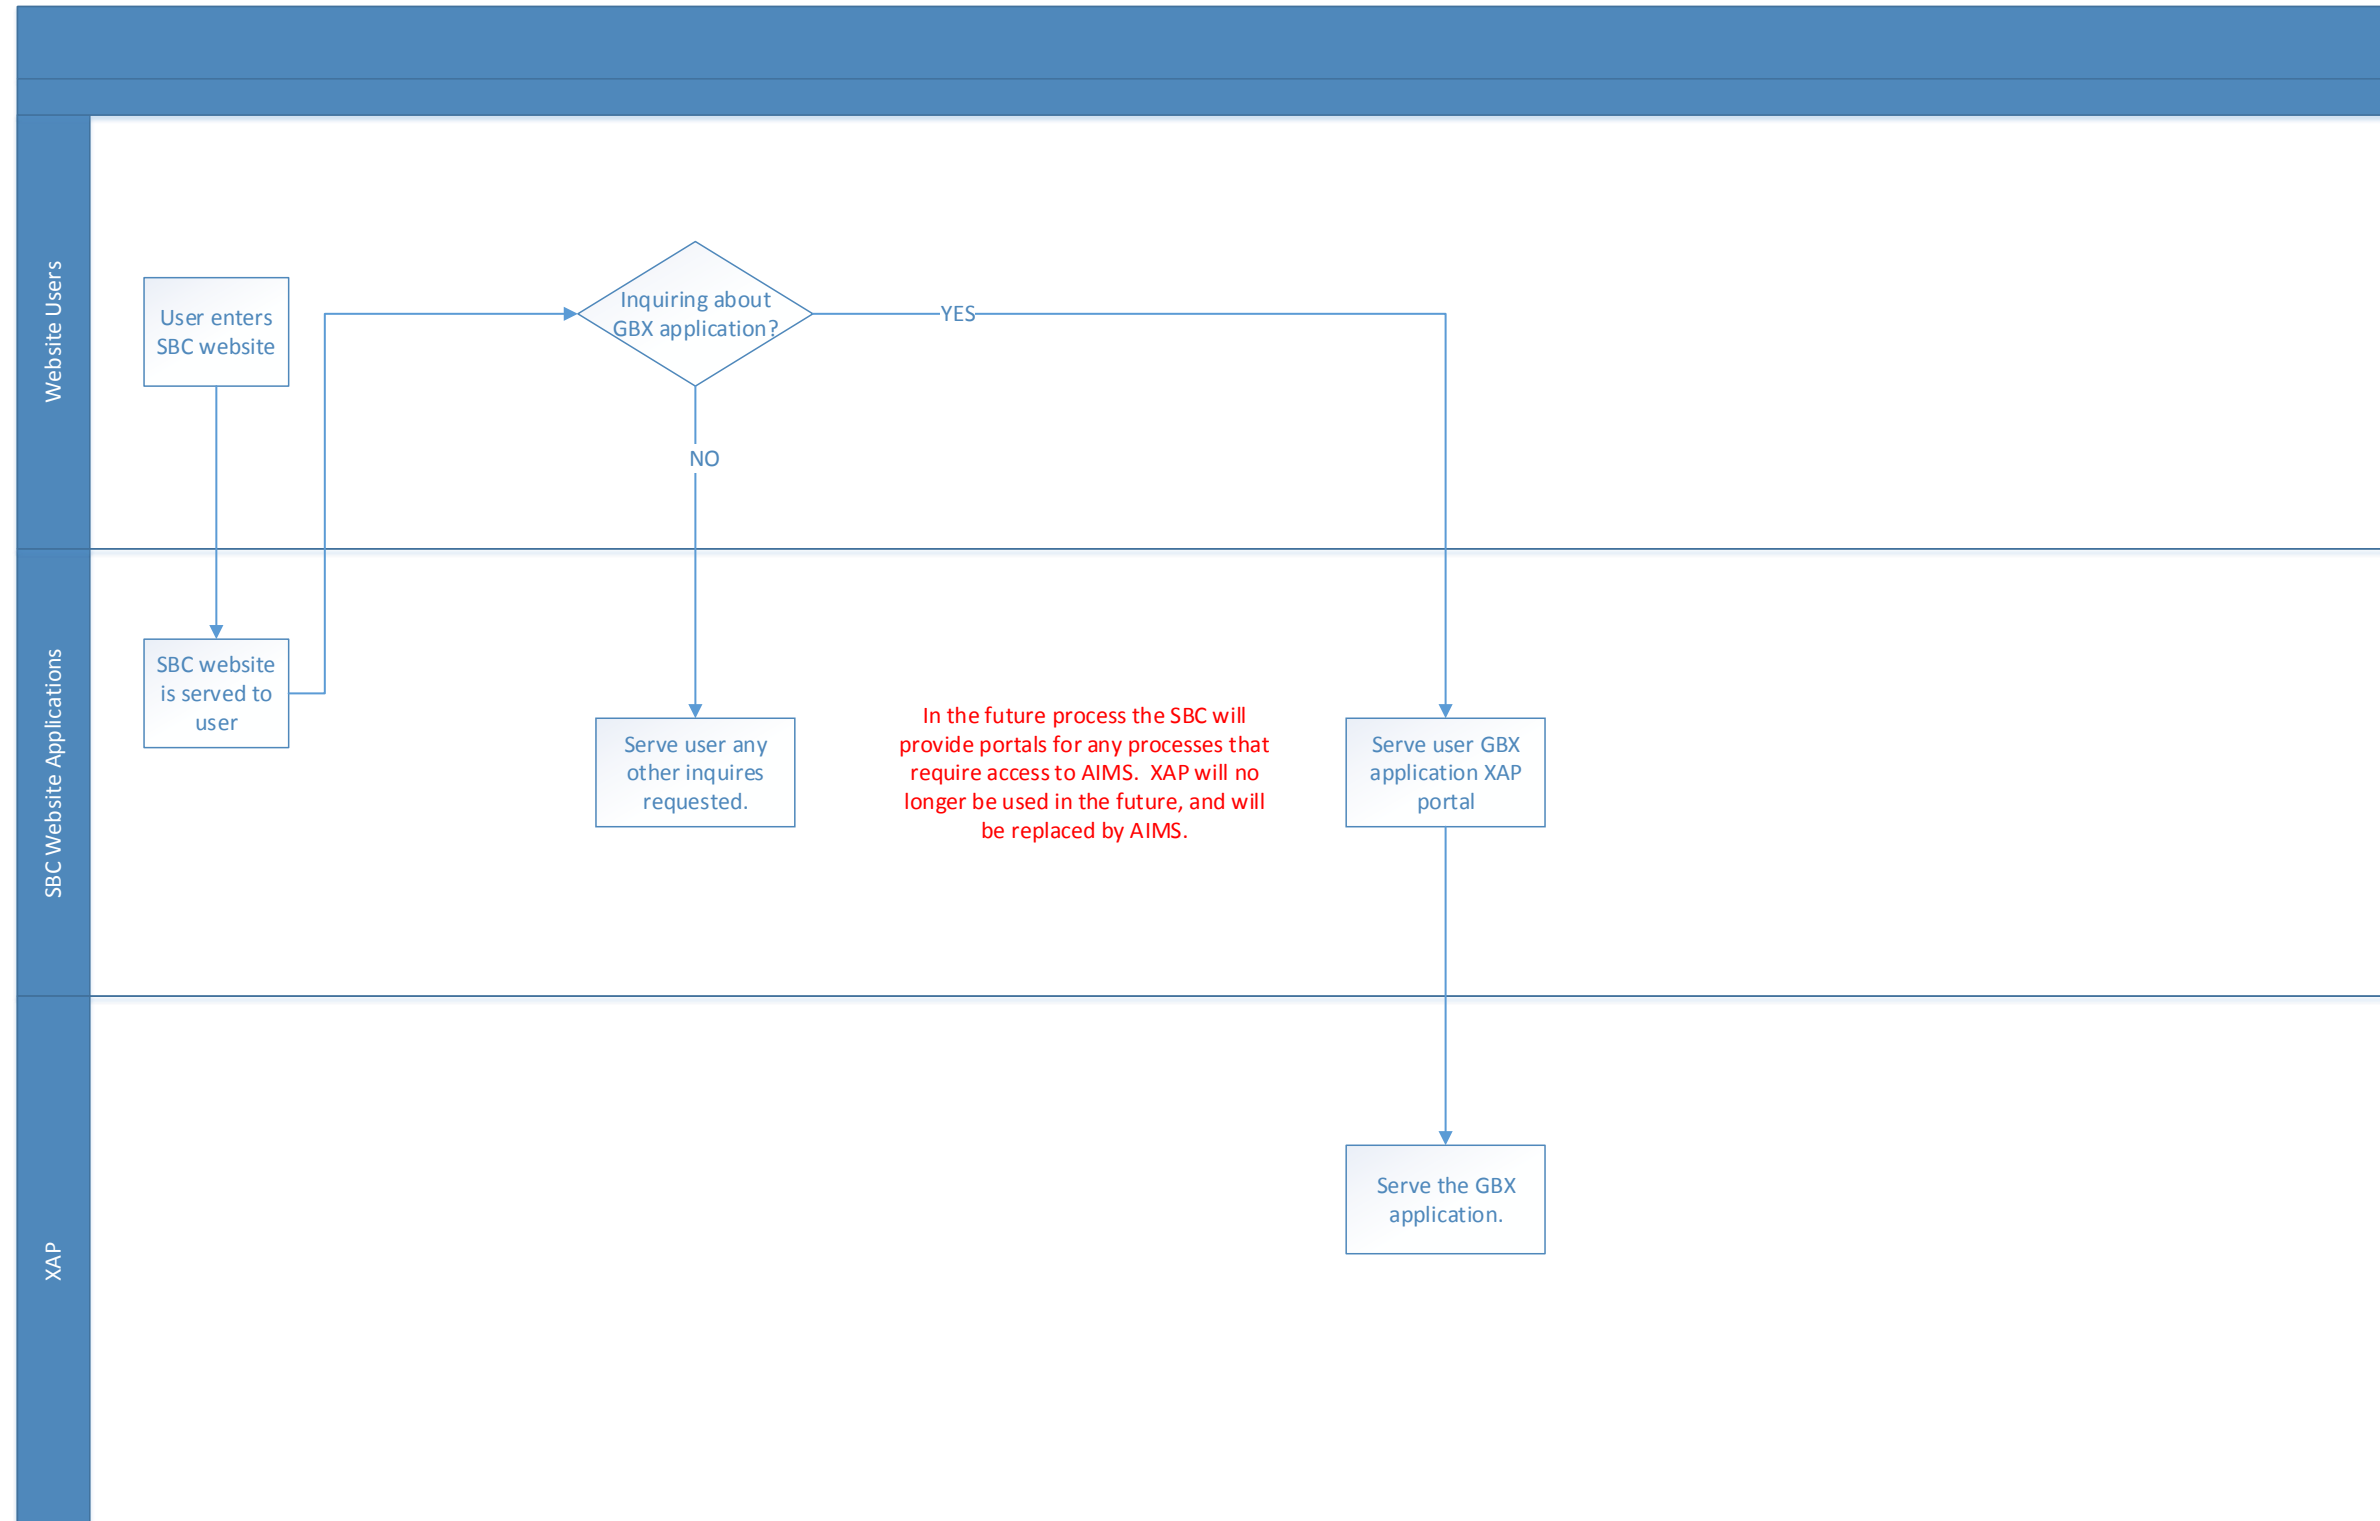 Website Users
User enters
SBC website
Inquiring about
GBX application?
YES
NO
SBC Website Applications
SBC website
is served to
user
Serve user any
other inquires
requested.
In the future process the SBC will
provide portals for any processes that
require access to AIMS.  XAP will no
longer be used in the future, and will
be replaced by AIMS.
Serve user GBX
application XAP
portal
XAP
Serve the GBX
application.